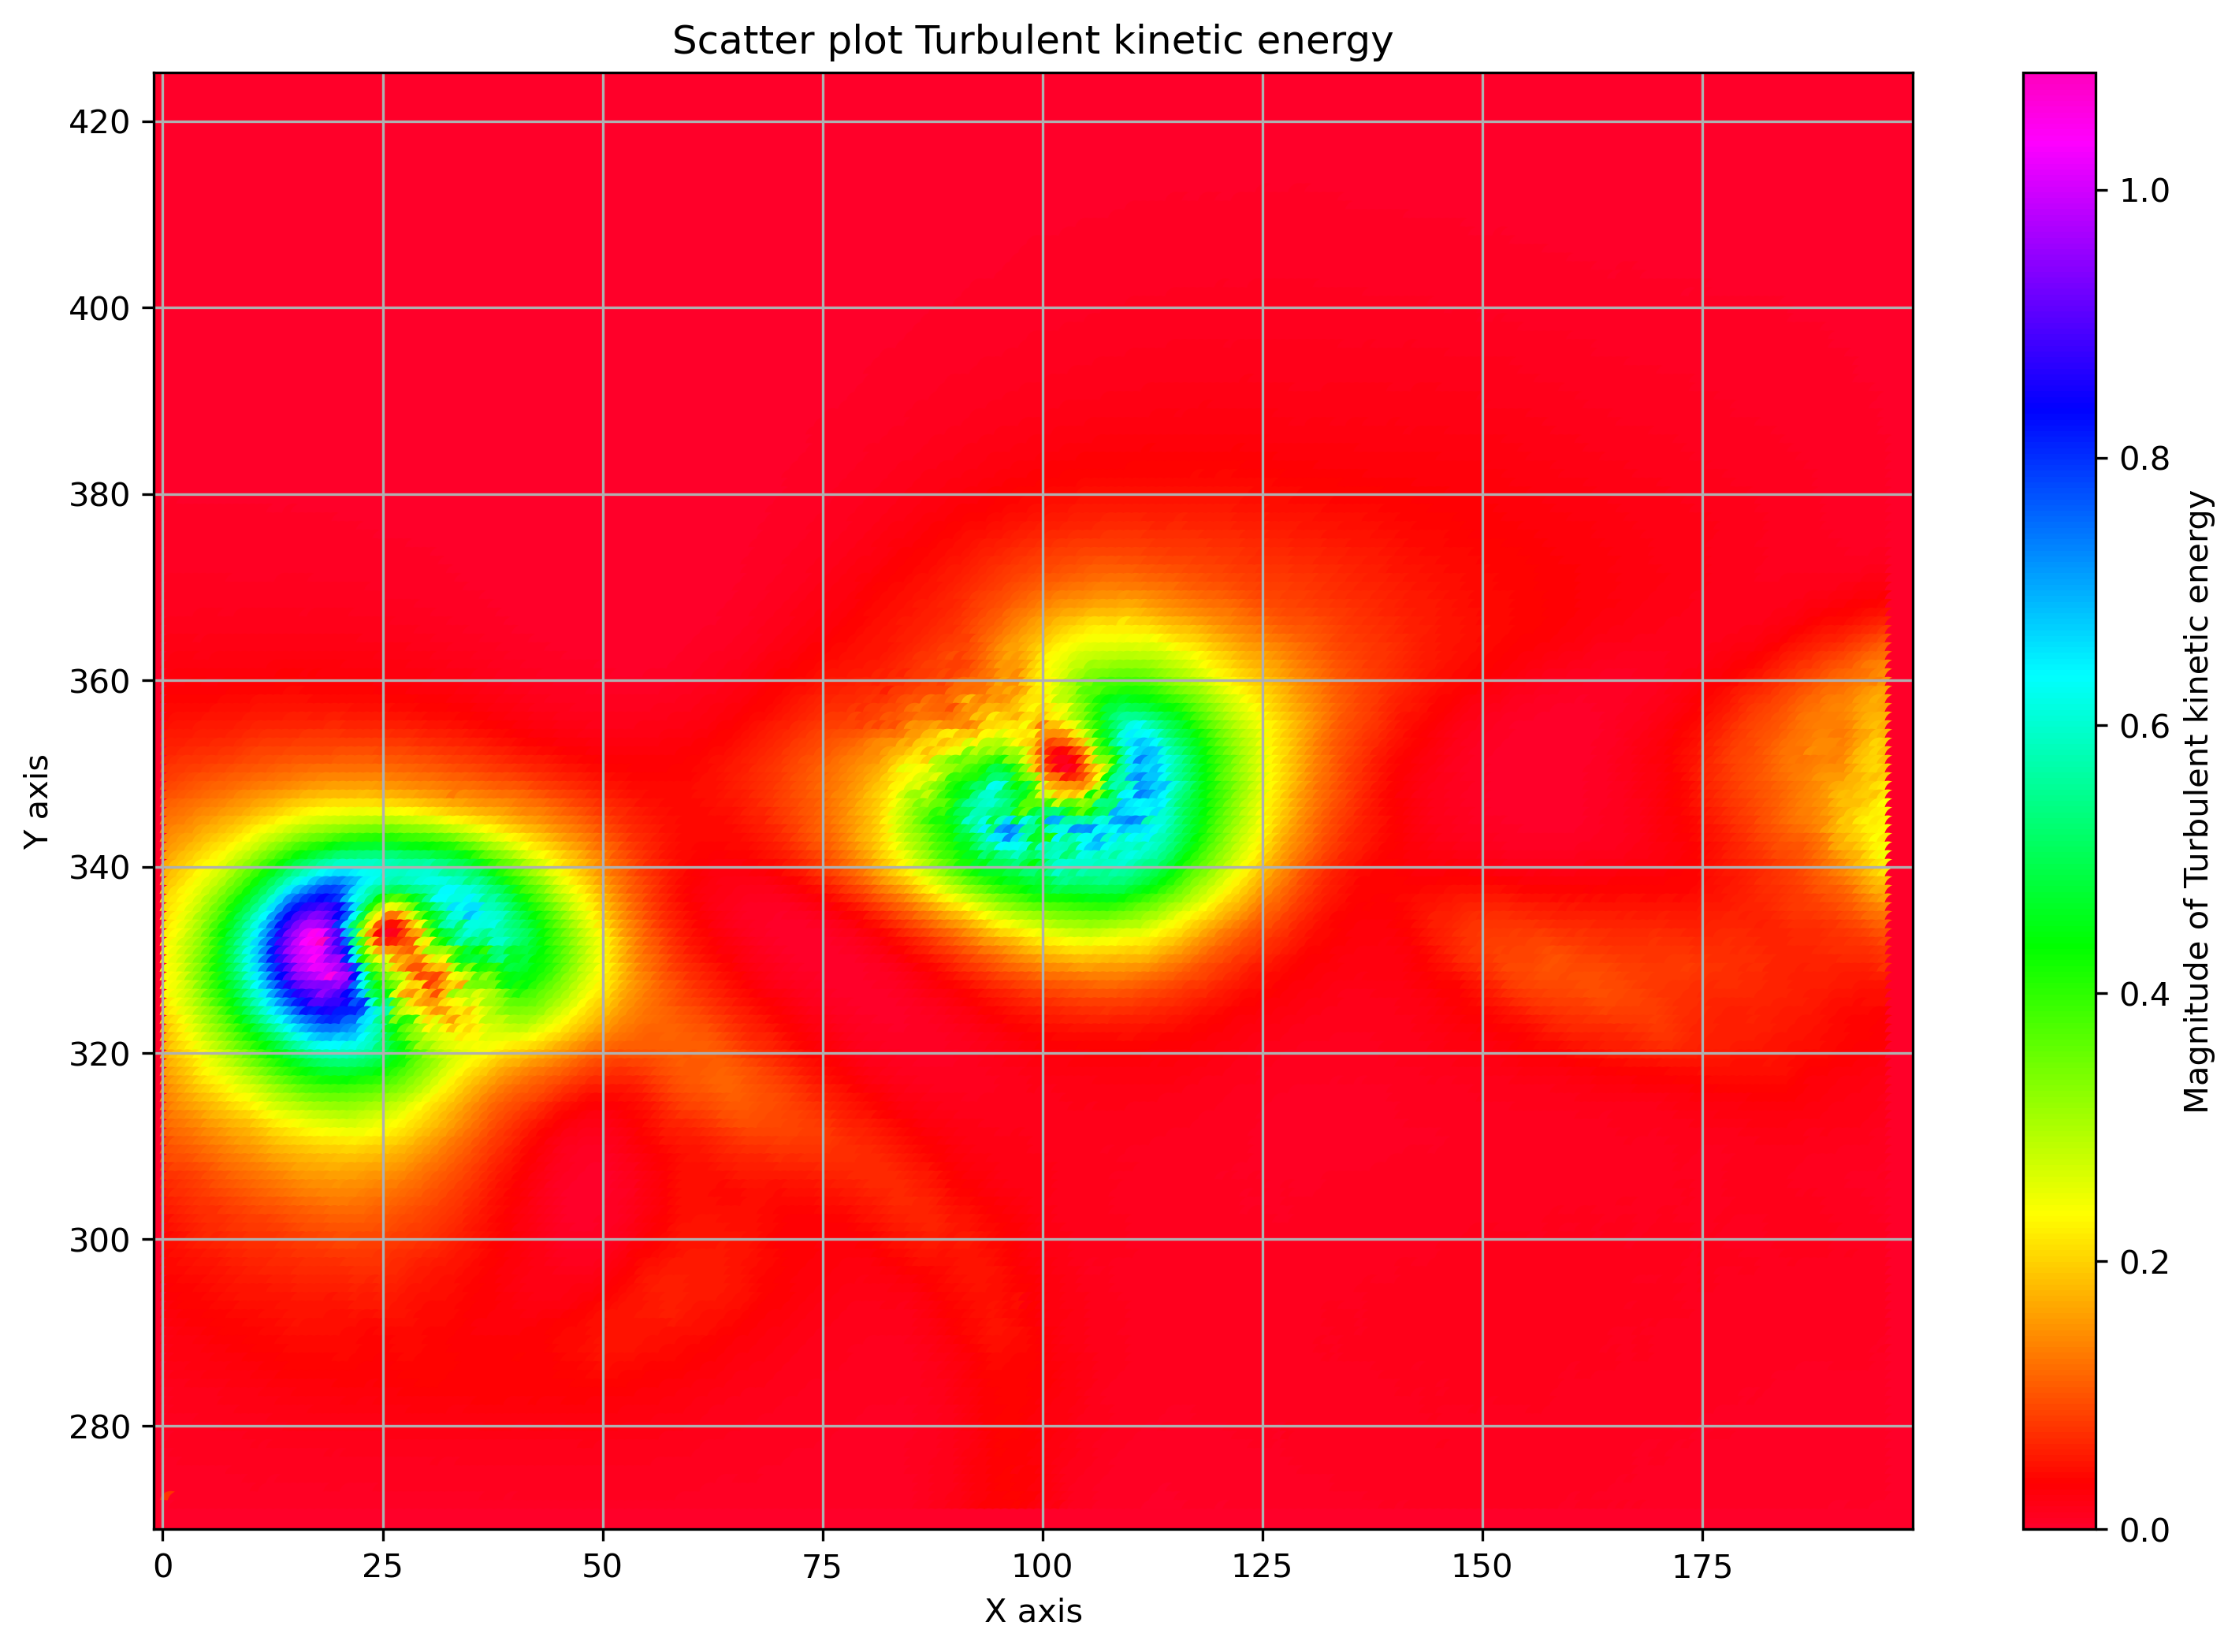 Scatter plot Turbulent kinetic energy
420
400
380
360
340
320
300
280
Y axis
0 25 50 75 100 125 150 175
X axis
1.0
0.8
0.6
0.4
0.2
0.0
Magnitude of Turbulent kinetic energy